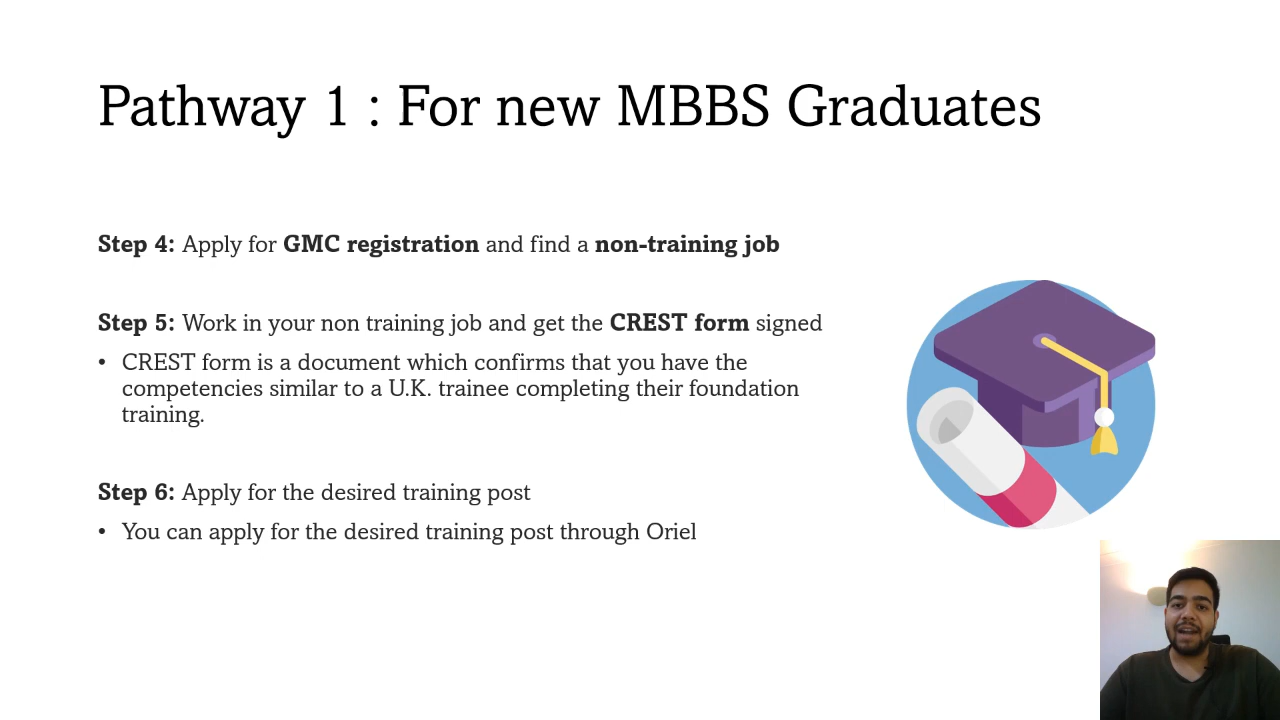 Pathway 1 : For new MBBS Graduates
Step 4: Apply for GMC registration and find a non-training job
Step 5: Work in your non training job and get the CREST form signed
• CREST form is a document which confirms that you have the
competencies similar to a U.K. trainee completing their foundation
training.
Step 6: Apply for the desired training post
• You can apply for the desired training post through Oriel